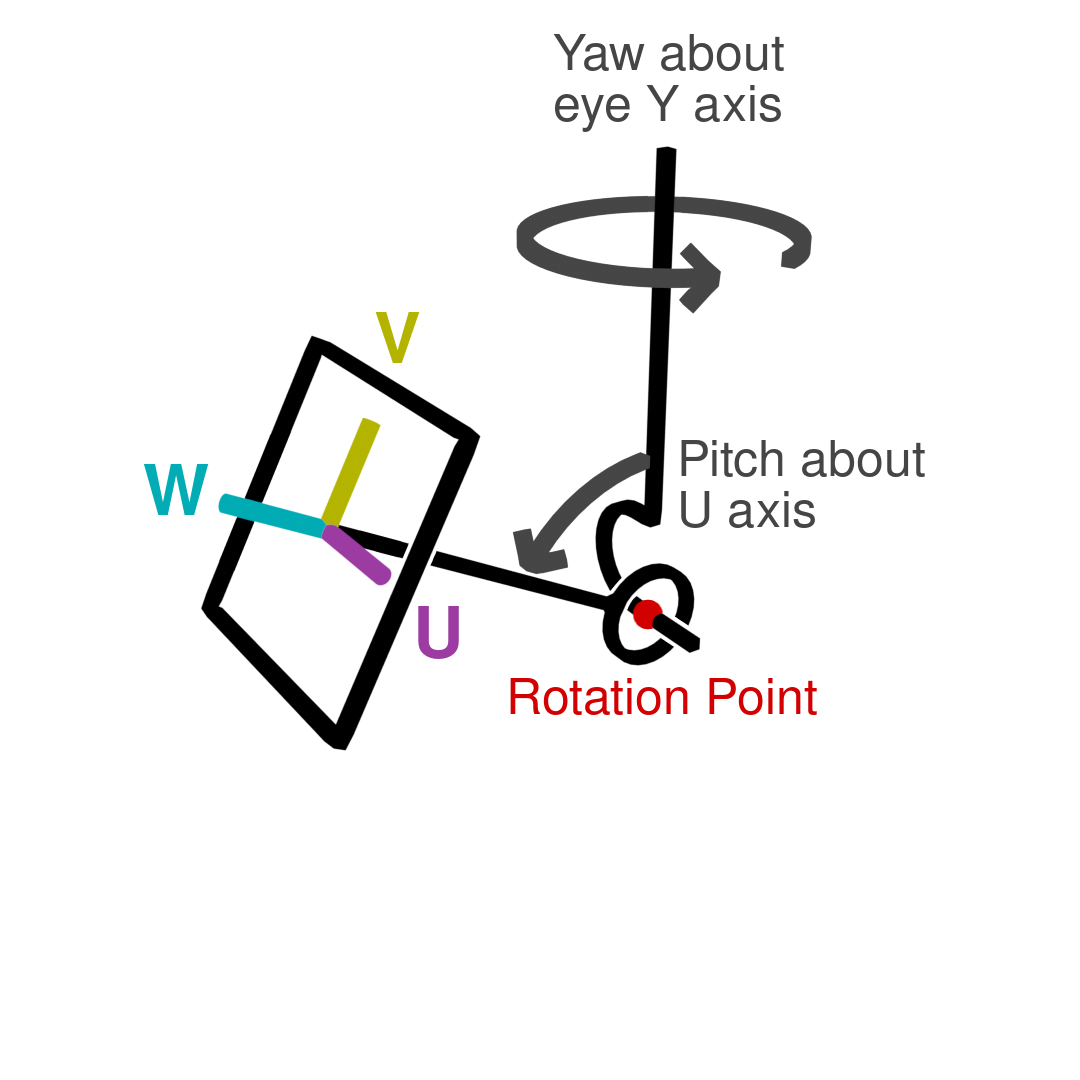 Yaw about
eye Y axis
V
W
Pitch about
U axis
U
Rotation Point